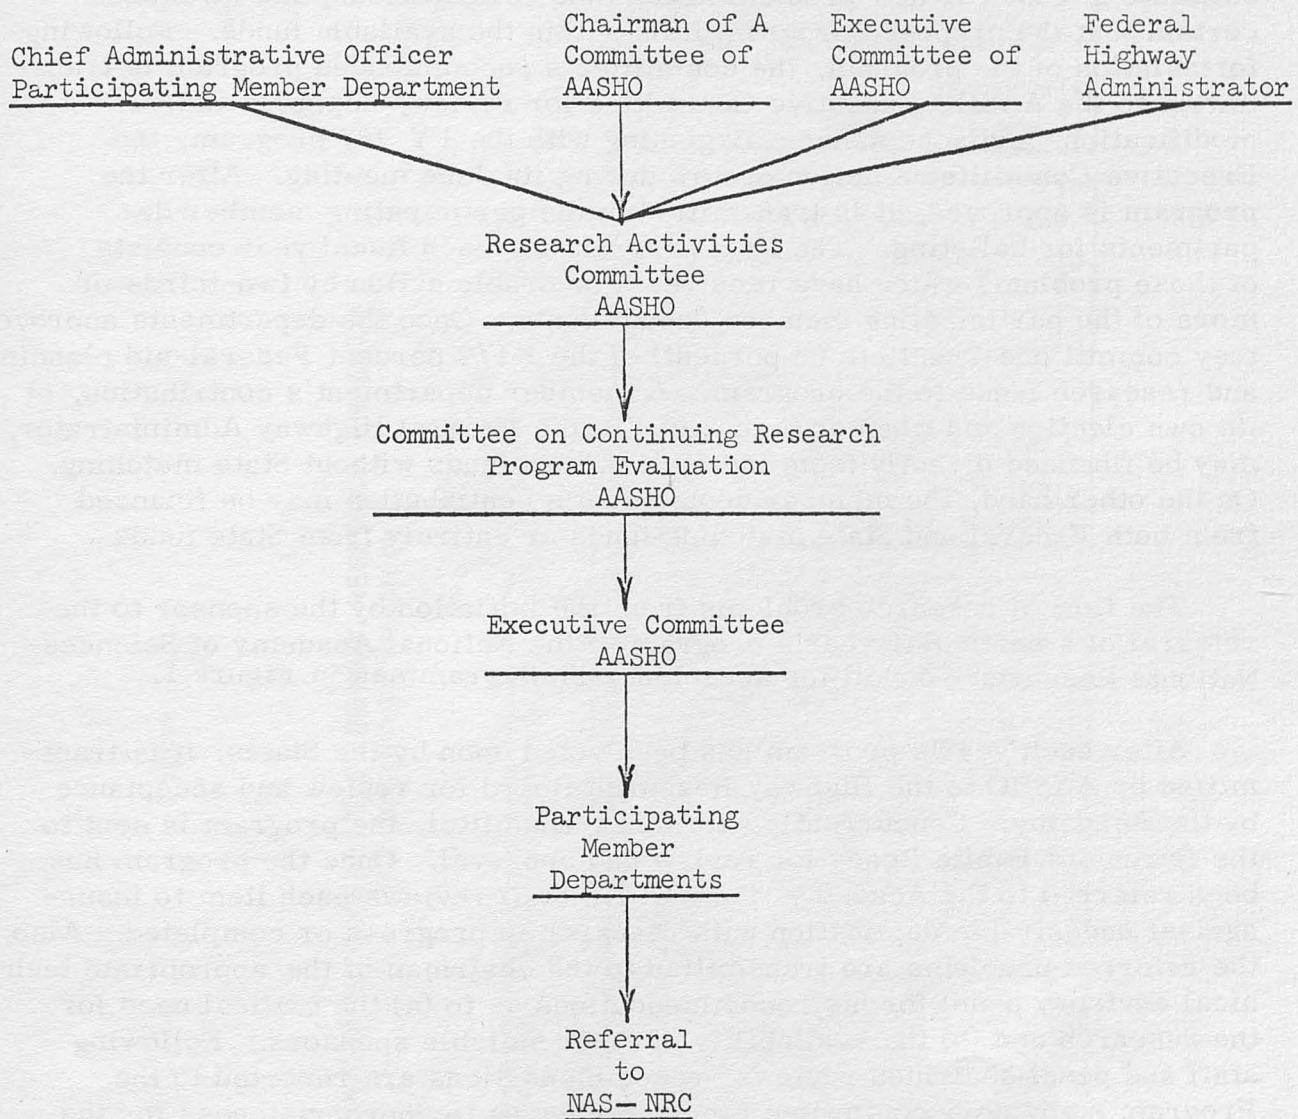 Chief Administrative Officer
Participating Member Department
Chairman of A
Committee of
AASHO
Executive
Committee of
AASHO
Federal
Highway
Administrator
Research Activities
Committee
AASHO
Committee on Continuing Research
Program Evaluation
AASHO
Executive Committee
AASHO
Participating
Member
Departments
Referral
to
NAS-NRC